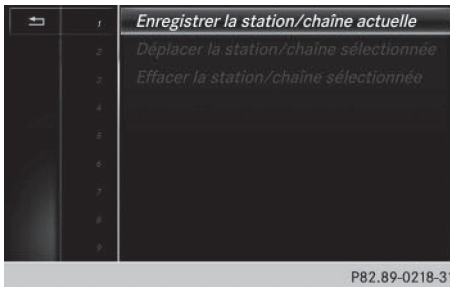 1 Enregistrer la station/chaîne actuelle
2 Déplacer la station/chaîne sélectionnée
3 Effacer la station/chaîne sélectionnée
4
5
6
7
8
9
P82.89-0218-31